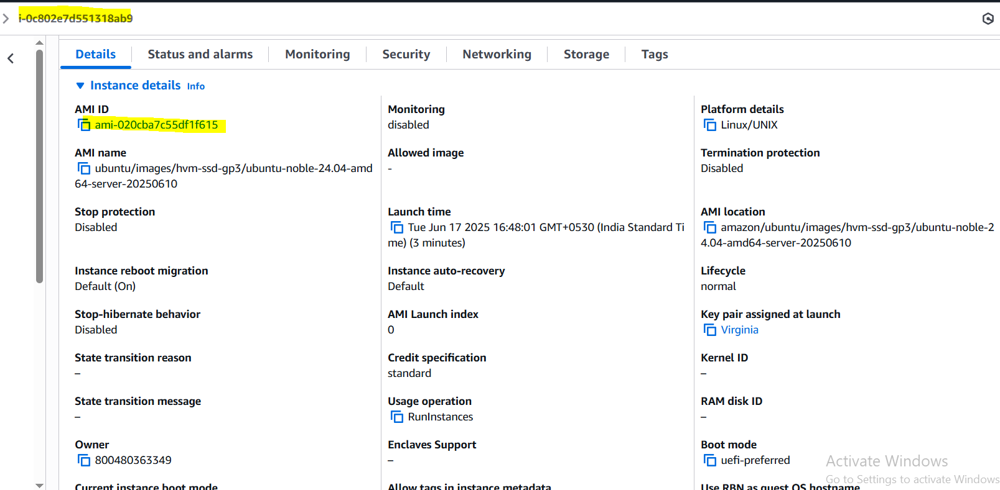 i-0c802e7d551318ab9
Details
Status and alarms
Monitoring
Security
Networking
Storage
Tags
Instance details Info
AMI ID
ami-020cba7c55df1f615
Monitoring
disabled
Platform details
Linux/UNIX
AMI name
ubuntu/images/hvm-ssd-gp3/ubuntu-noble-24.04-amd
64-server-20250610
Allowed image
-
Termination protection
Disabled
Stop protection
Disabled
Launch time
Tue Jun 17 2025 16:48:01 GMT+0530 (India Standard Ti
me) (3 minutes)
AMI location
amazon/ubuntu/images/hvm-ssd-gp3/ubuntu-noble-2
4.04-amd64-server-20250610
Instance reboot migration
Default (On)
Instance auto-recovery
Default
Lifecycle
normal
Stop-hibernate behavior
Disabled
AMI Launch index
0
Key pair assigned at launch
Virginia
State transition reason
–
Credit specification
standard
Kernel ID
–
State transition message
–
Usage operation
RunInstances
RAM disk ID
–
Owner
800480363349
Enclaves Support
–
Boot mode
uefi-preferred
Current instance boot mode
Allow tags in instance metadata
Use RBN as guest OS hostname
Activate Windows
Go to Settings to activate Windows